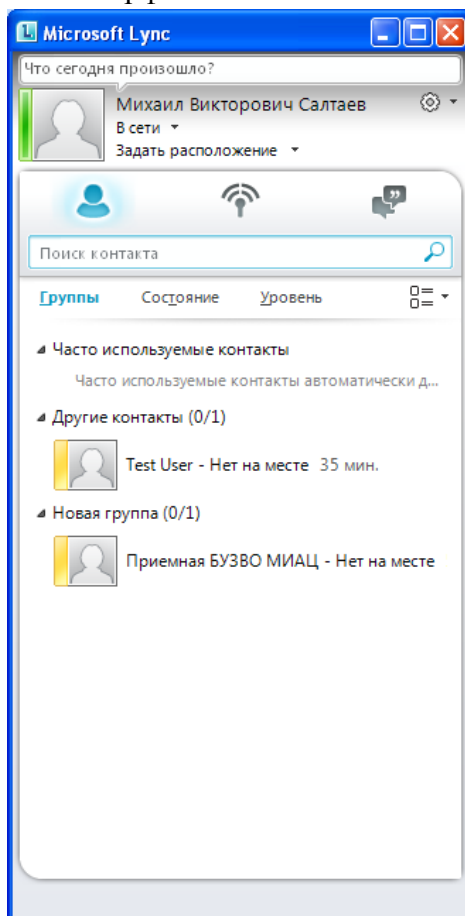 Microsoft Lync
Что сегодня произошло?
Михаил Викторович Салтаев
В сети
Задать расположение
Поиск контакта
Группы Состояние Уровень
Часто используемые контакты
Часто используемые контакты автоматически д...
Другие контакты (0/1)
Test User - Нет на месте 35 мин.
Новая группа (0/1)
Приемная БУЗВО МИАЦ - Нет на месте